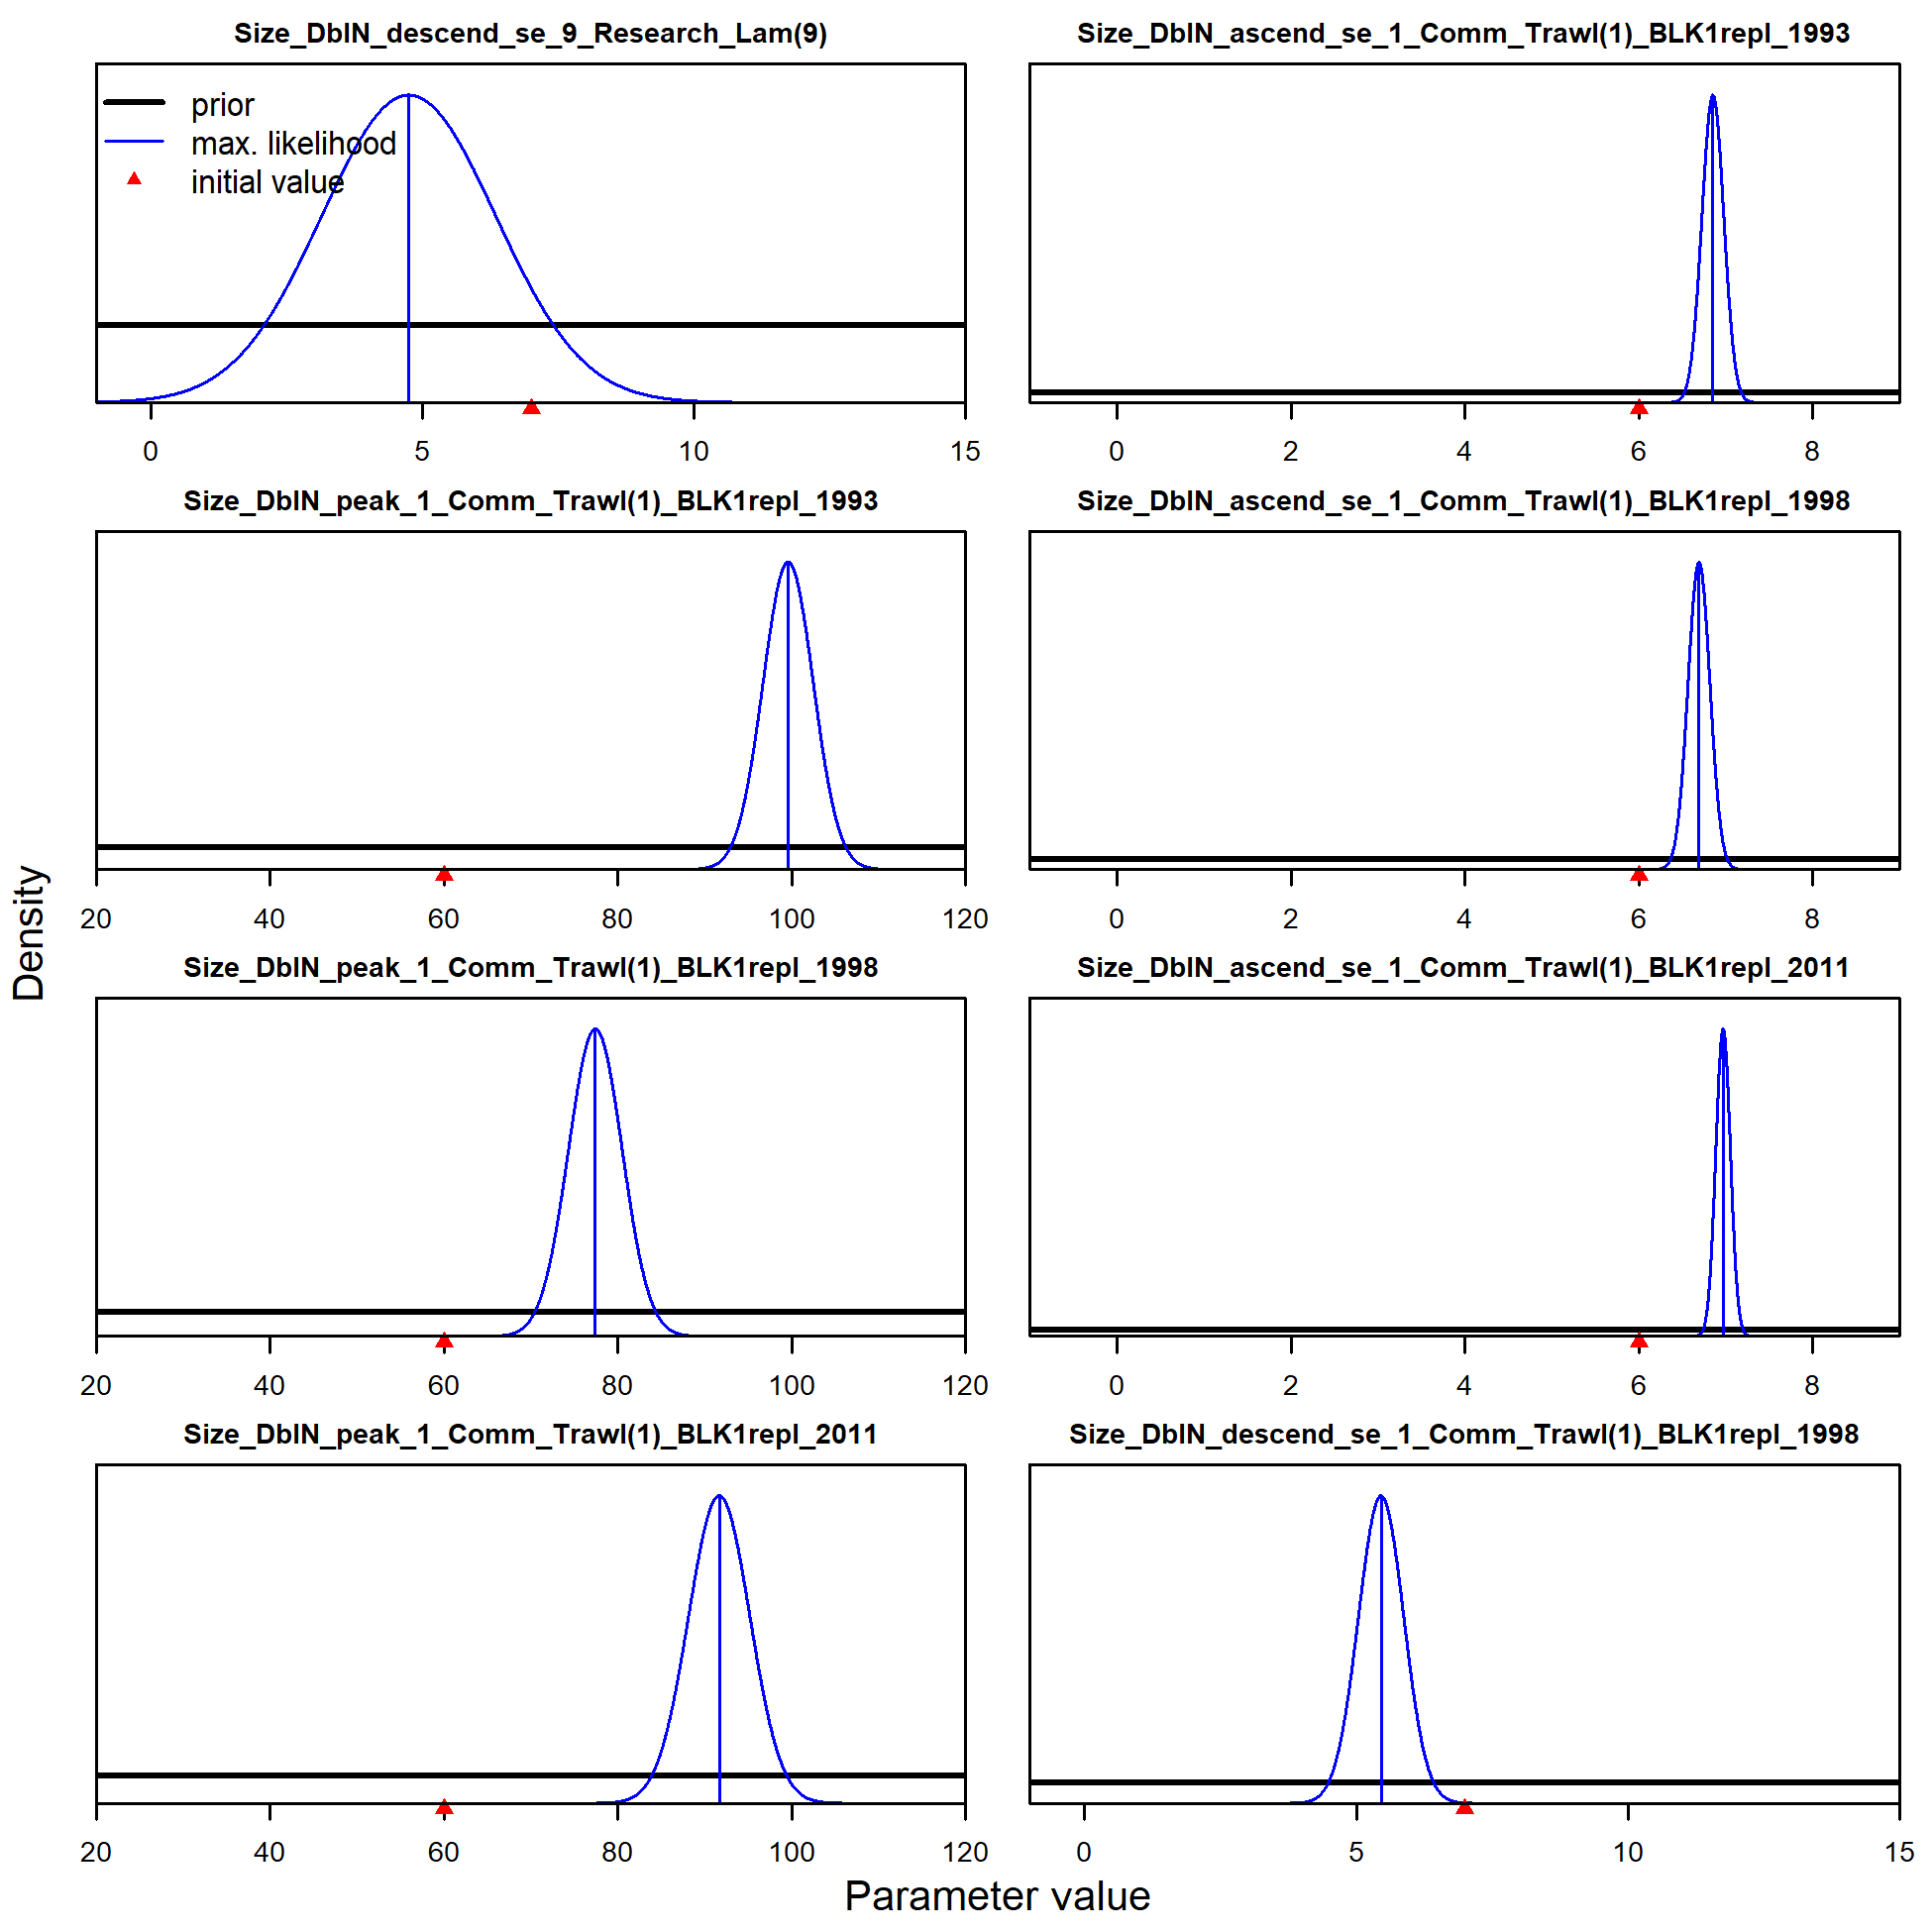 Size_DblN_descend_se_9_Research_Lam(9)
prior
max. likelihood
initial value
0 5 10 15
Size_DblN_ascend_se_1_Comm_Trawl(1)_BLK1repl_1993
0 2 4 6 8
Size_DblN_peak_1_Comm_Trawl(1)_BLK1repl_1993
20 40 60 80 100 120
Size_DblN_ascend_se_1_Comm_Trawl(1)_BLK1repl_1998
0 2 4 6 8
Size_DblN_peak_1_Comm_Trawl(1)_BLK1repl_1998
20 40 60 80 100 120
Size_DblN_ascend_se_1_Comm_Trawl(1)_BLK1repl_2011
0 2 4 6 8
Size_DblN_peak_1_Comm_Trawl(1)_BLK1repl_2011
20 40 60 80 100 120
Size_DblN_descend_se_1_Comm_Trawl(1)_BLK1repl_1998
0 5 10 15
Density
Parameter value